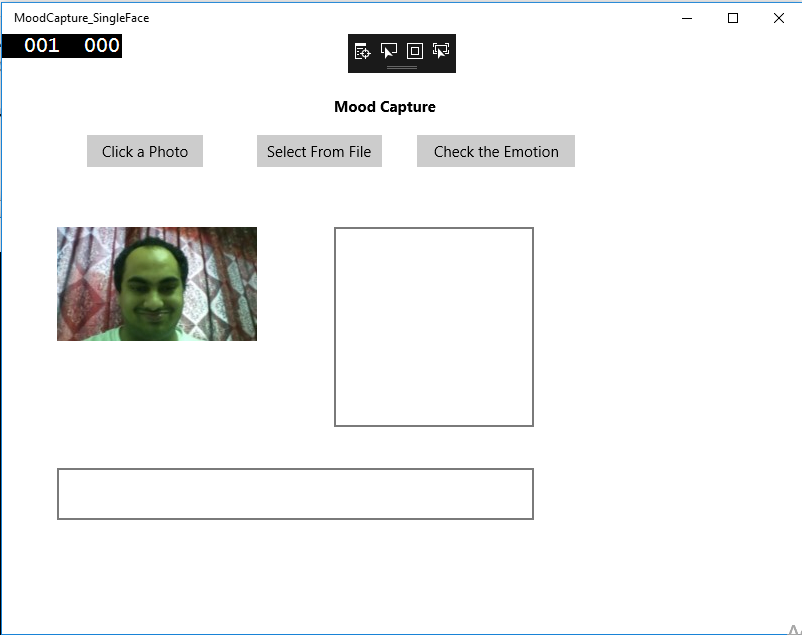 MoodCapture_SingleFace
001 000
Mood Capture
Click a Photo Select From File Check the Emotion